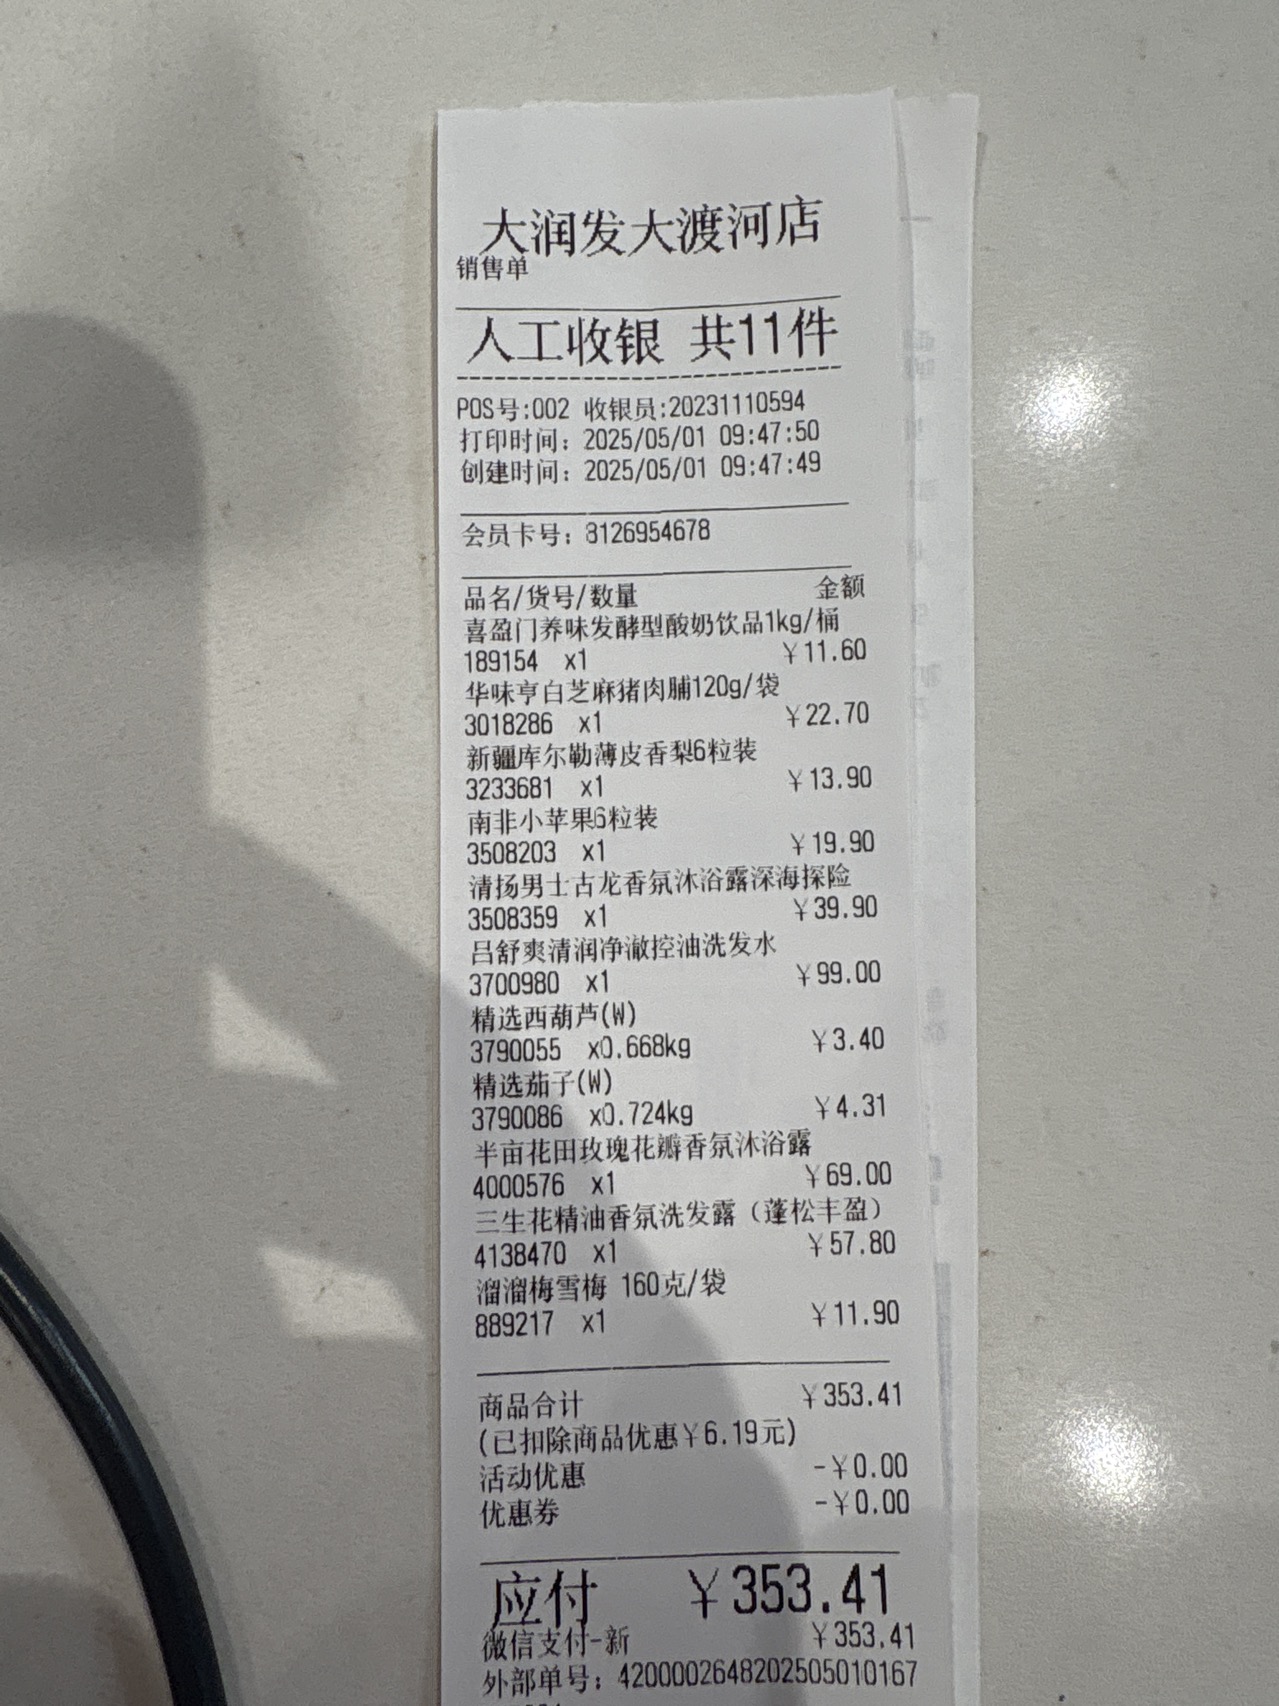 大润发大渡河店
销售单
人工收银 共11件
POS号:002 收银员:20231110594
打印时间: 2025/05/01 09:47:50
创建时间: 2025/05/01 09:47:49
会员卡号: 8126954678
品名/货号/数量 金额
喜盈门养味发酵型酸奶饮品1kg/桶
189154 x1 ¥11.60
华味亨白芝麻猪肉脯120g/袋
3018286 x1 ¥22.70
新疆库尔勒薄皮香梨6粒装
3233681 x1 ¥13.90
南非小苹果6粒装
3508203 x1 ¥19.90
清扬男士古龙香氛沐浴露深海探险
3508359 x1 ¥39.90
吕舒爽清润净澈控油洗发水
3700980 x1 ¥99.00
精选西葫芦(W)
3790055 x0.668kg ¥3.40
精选茄子(W)
3790086 x0.724kg ¥4.31
半亩花田玫瑰花瓣香氛沐浴露
4000576 x1 ¥69.00
三生花精油香氛洗发露（蓬松丰盈）
4138470 x1 ¥57.80
溜溜梅雪梅 160克/袋
889217 x1 ¥11.90
商品合计 ¥353.41
(已扣除商品优惠¥6.19元)
活动优惠 -¥0.00
优惠券 -¥0.00
应付 ¥353.41
微信支付-新 ¥353.41
外部单号: 4200002648202505010167